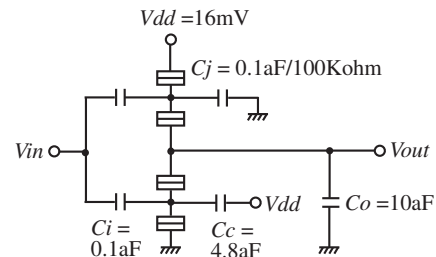 Vdd =16mV
Cj = 0.1aF/100Kohm
Vin
Vout
Vdd
Co =10aF
Ci =
0.1aF
Cc =
4.8aF